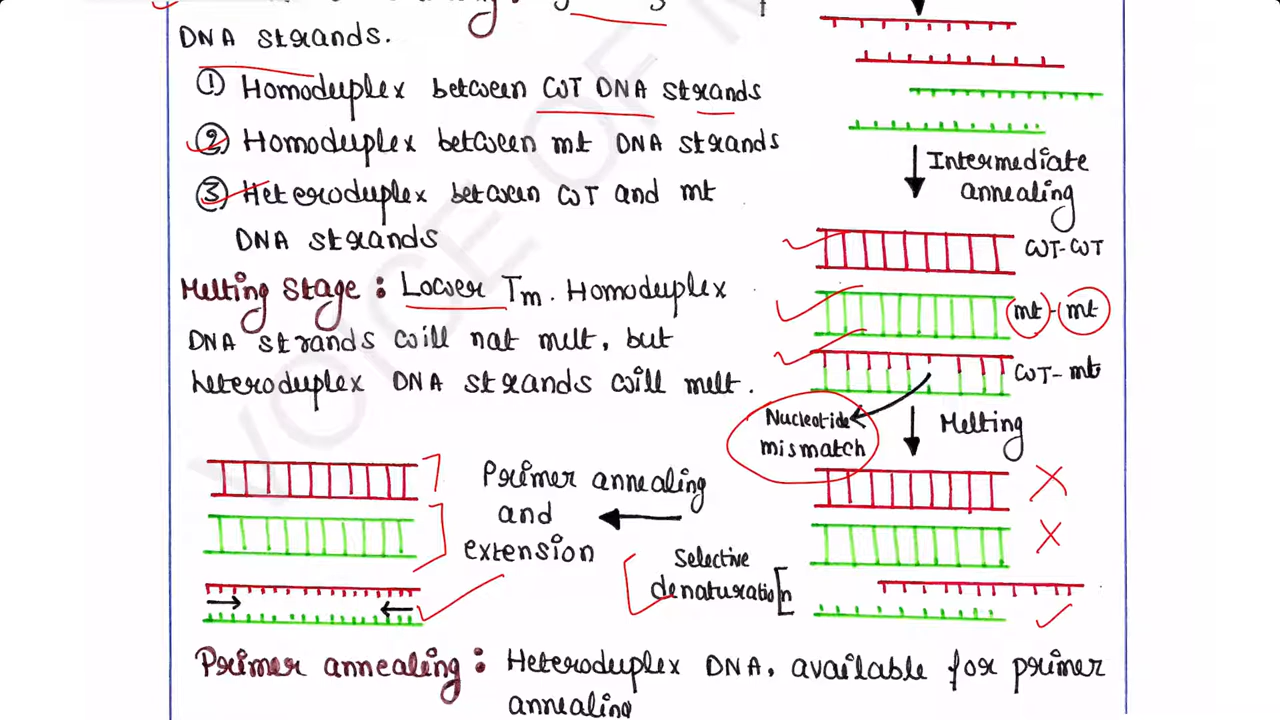 DNA strands.
① Homoduplex between WT DNA strands
② Homoduplex between mt DNA strands
③ Heteroduplex between WT and mt
DNA strands
Melting Stage : Lower Tm. Homoduplex
DNA strands will not melt, but
heteroduplex DNA strands will melt.
Intermediate
annealing
WT-WT
mt-mt
WT-mt
Nucleotide
mismatch
Melting
Primer annealing
and
extension
Selective
denaturation
Primer annealing : Heteroduplex DNA, available for primer
annealing
VOICE OF